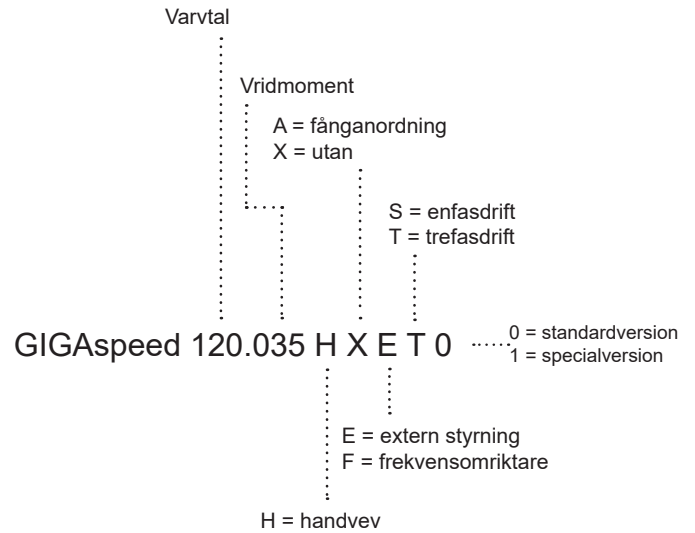 Varvtal
Vridmoment
A = fånganordning
X = utan
S = enfasdrift
T = trefasdrift
GIGAspeed 120.035 H X E T 0
0 = standardversion
1 = specialversion
E = extern styrning
F = frekvensomriktare
H = handvev